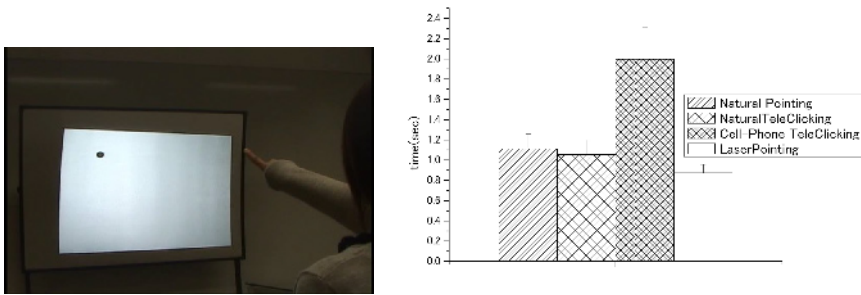 2.4
2.2
2.0
1.8
1.6
1.4
1.2
1.0
0.8
0.6
0.4
0.2
0.0
time(sec)
Natural Pointing
NaturalTeleClicking
Cell-Phone TeleClicking
LaserPointing